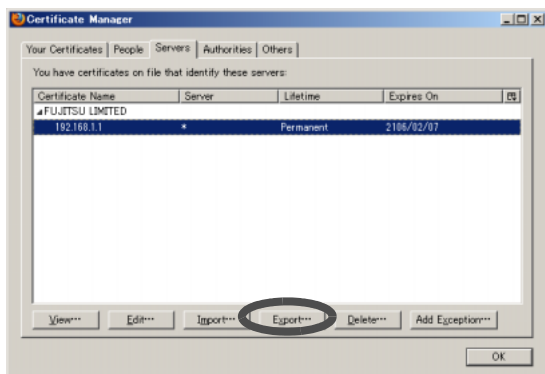 Certificate Manager
Your Certificates People Servers Authorities Others
You have certificates on file that identify these servers:
Certificate Name Server Lifetime Expires On
FUJITSU LIMITED
192.168.1.1 * Permanent 2106/02/07
View... Edit... Import... Export... Delete... Add Exception...
OK